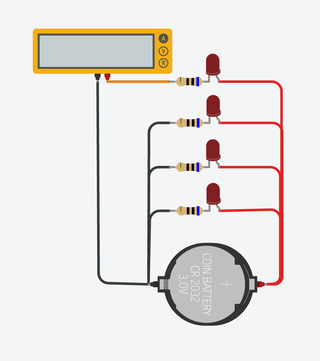 A
V
R
COIN BATTERY
CR 2032
3.0V